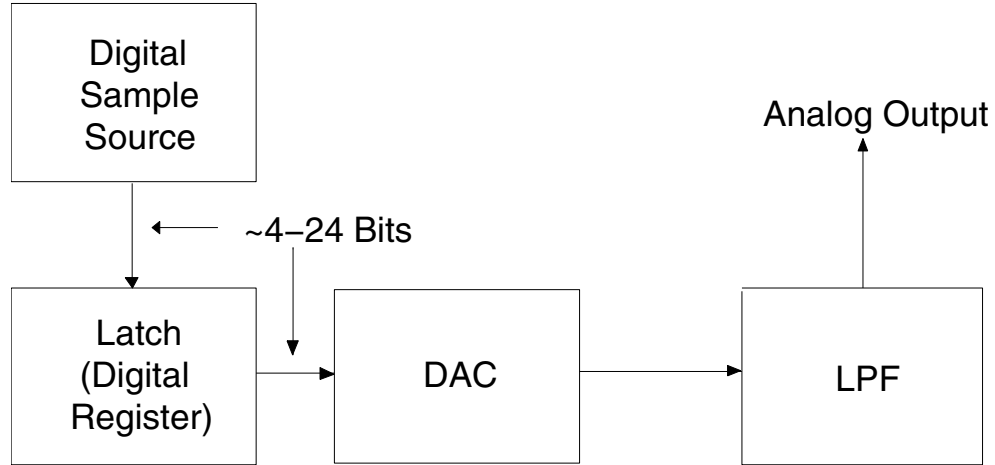 Digital
Sample
Source
Analog Output
~4–24 Bits
Latch
(Digital
Register)
DAC
LPF